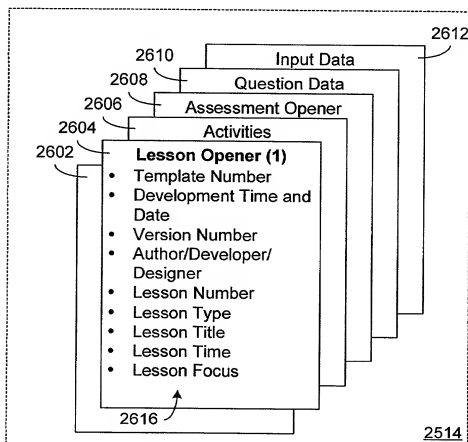 2612
2610
Input Data
2608
Question Data
2606
Assessment Opener
2604
Activities
2602
Lesson Opener (1)
• Template Number
• Development Time and
Date
• Version Number
• Author/Developer/
Designer
• Lesson Number
• Lesson Type
• Lesson Title
• Lesson Time
• Lesson Focus
2616
2514